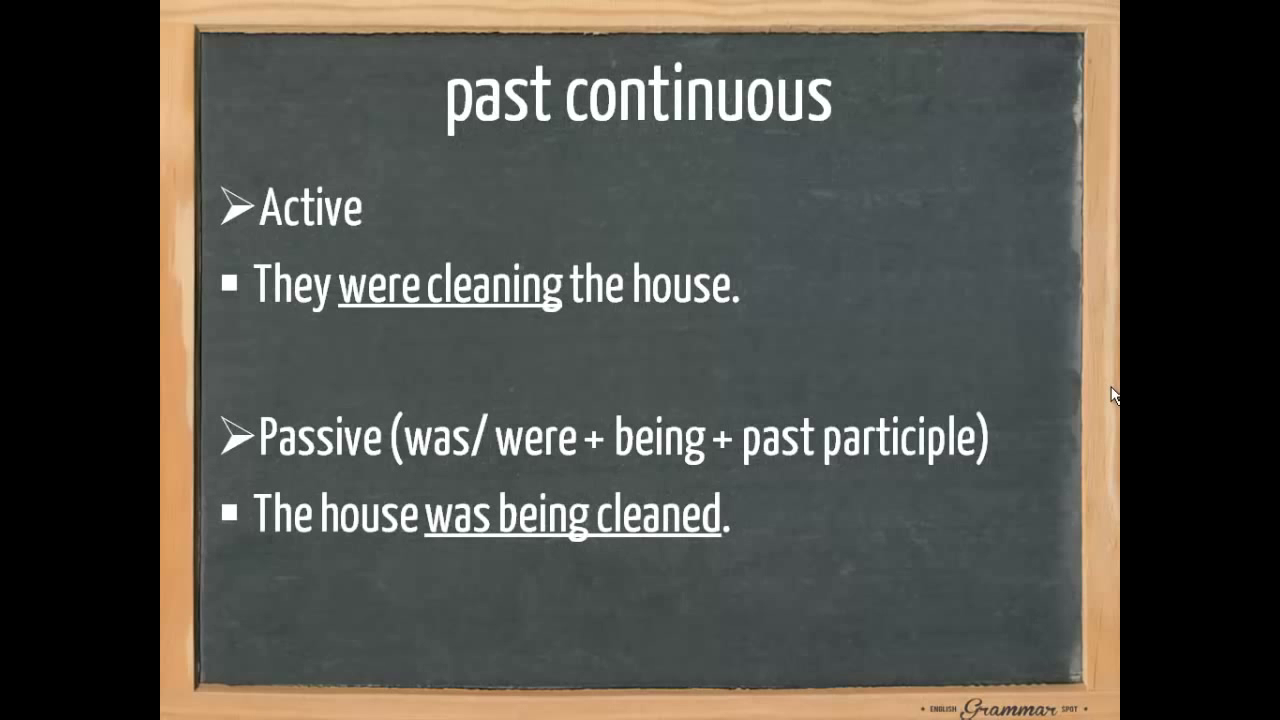 past continuous
➢Active
▪ They were cleaning the house.
➢Passive (was/ were + being + past participle)
▪ The house was being cleaned.
• ENGLISH Grammar SPOT •